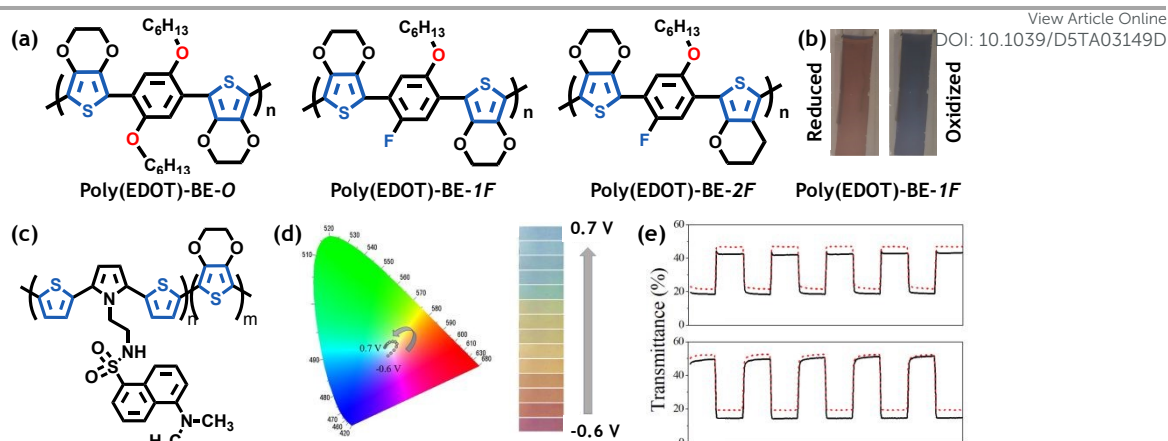 View Article Online
DOI: 10.1039/D5TA03149D
(a)
C6H13
O O
O
S
S
n
O
O O
C6H13
Poly(EDOT)-BE-O
C6H13
O O
O
S
S
n
F
O O
Poly(EDOT)-BE-1F
C6H13
O O
O
S
S
n
F
O
Poly(EDOT)-BE-2F
(b)
Reduced
Oxidized
Poly(EDOT)-BE-1F
(c)
O O
S
N
S
S
n
m
NH
O
S
O
N
CH3
(d)
520
530
510
540
550
560
570
580
590
600
610
630
680
490
480
470
460
420
0.7 V
-0.6 V
0.7 V
-0.6 V
(e)
Transmittance (%)
60
40
20
0
60
40
20